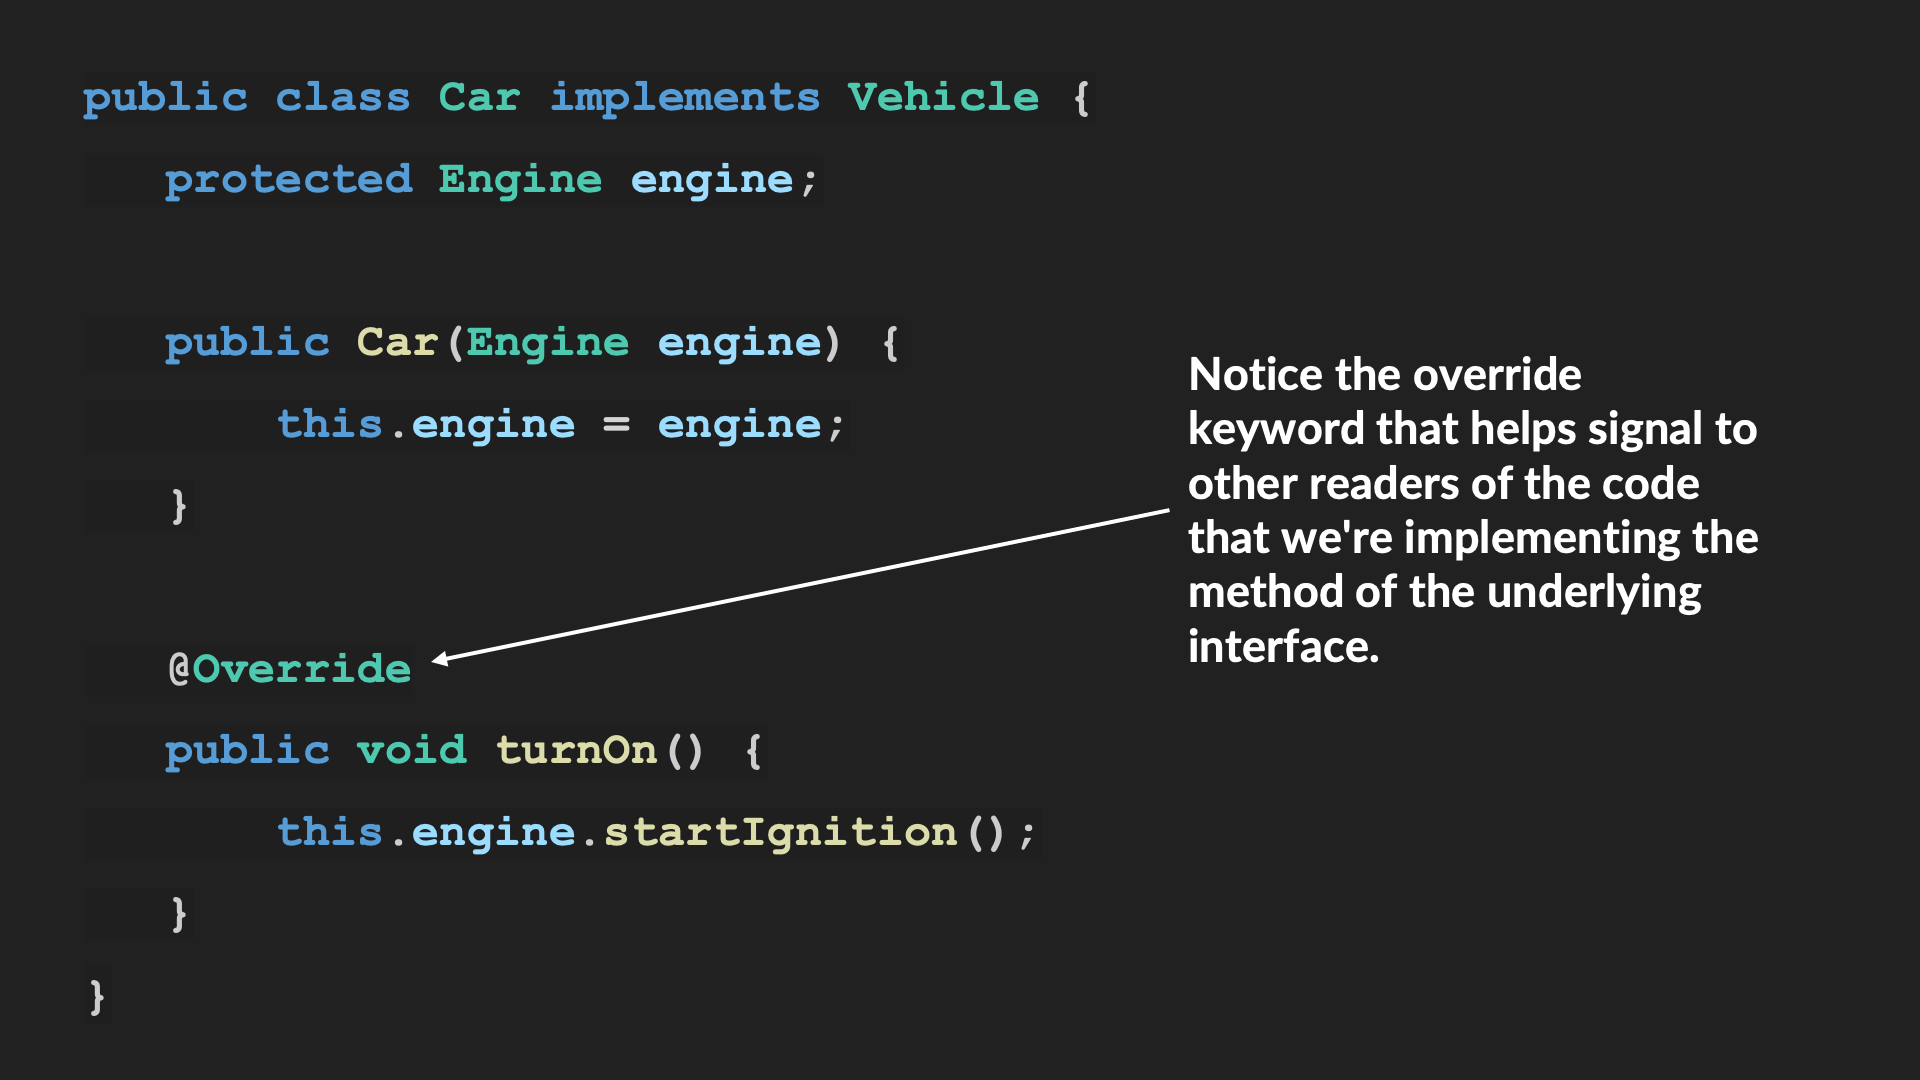 public class Car implements Vehicle {
protected Engine engine;
public Car(Engine engine) {
this.engine = engine;
}
@Override
public void turnOn() {
this.engine.startIgnition();
}
}
Notice the override
keyword that helps signal to
other readers of the code
that we're implementing the
method of the underlying
interface.